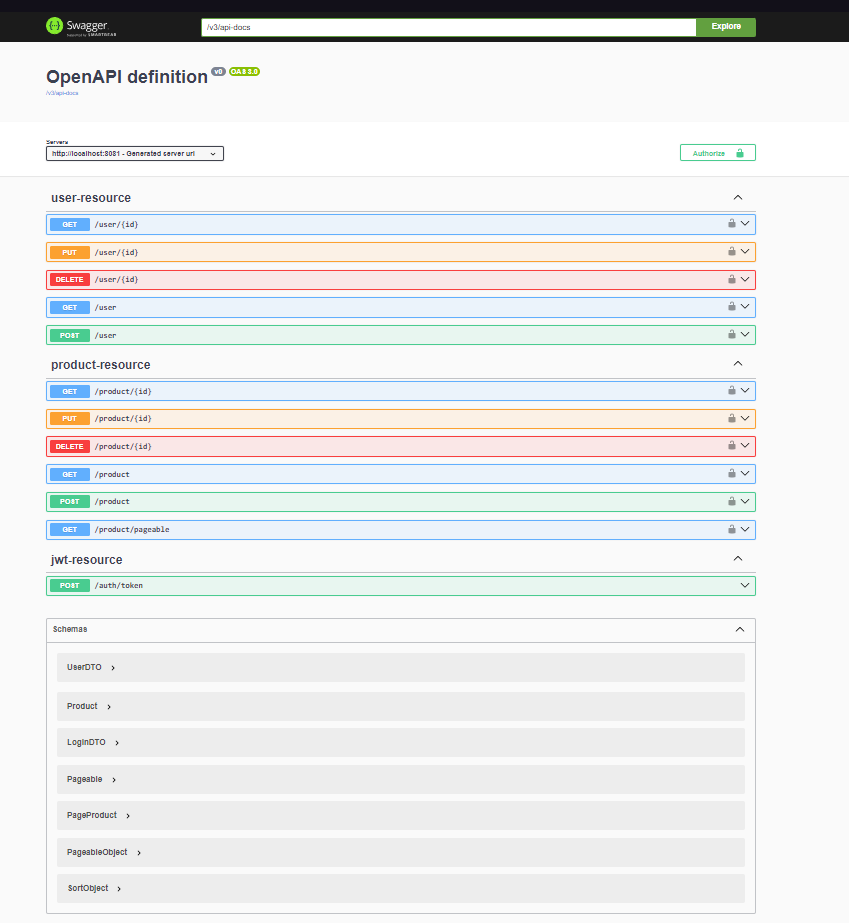 Swagger
Supported by SMARTBEAR
/v3/api-docs
Explore
OpenAPI definition v0 OAS 3.0
/v3/api-docs
Servers
http://localhost:8081 - Generated server url
Authorize
user-resource
GET /user/{id}
PUT /user/{id}
DELETE /user/{id}
GET /user
POST /user
product-resource
GET /product/{id}
PUT /product/{id}
DELETE /product/{id}
GET /product
POST /product
GET /product/pageable
jwt-resource
POST /auth/token
Schemas
UserDTO
Product
LoginDTO
Pageable
PageProduct
PageableObject
SortObject